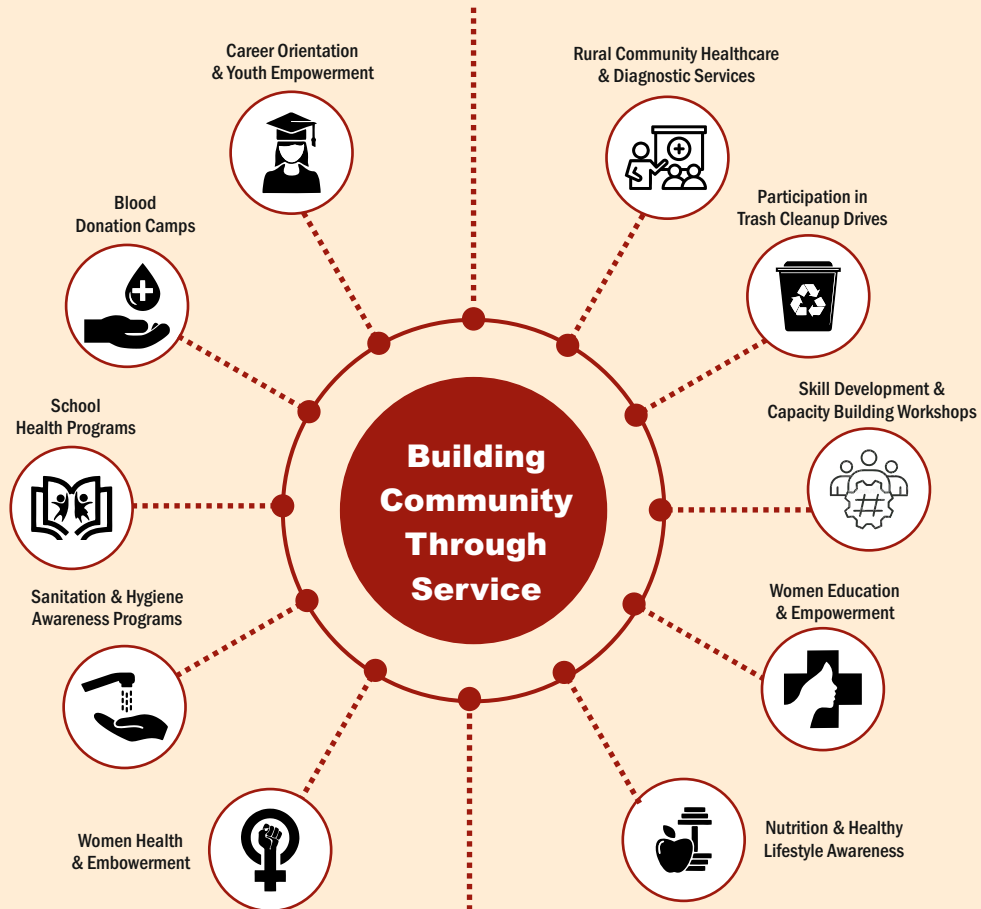 Career Orientation
& Youth Empowerment
Rural Community Healthcare
& Diagnostic Services
Blood
Donation Camps
Participation in
Trash Cleanup Drives
School
Health Programs
Skill Development &
Capacity Building Workshops
Building
Community
Through
Service
Sanitation & Hygiene
Awareness Programs
Women Education
& Empowerment
Women Health
& Embowerment
Nutrition & Healthy
Lifestyle Awareness